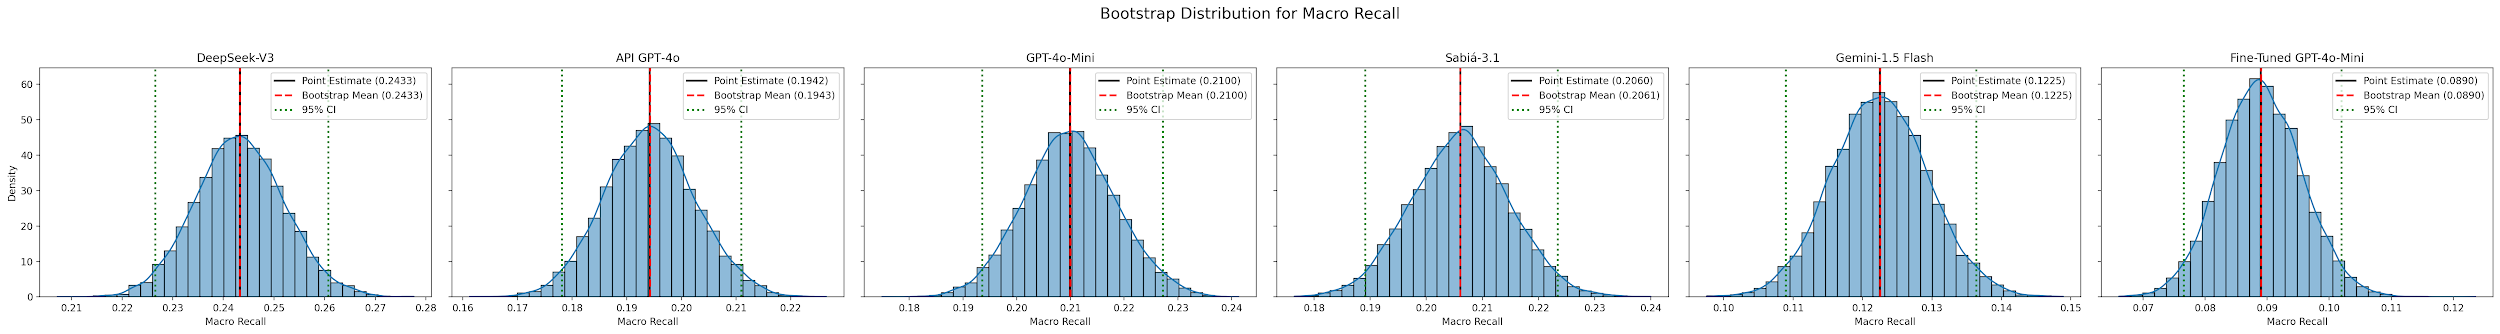 Bootstrap Distribution for Macro Recall
DeepSeek-V3
Point Estimate (0.2433)
Bootstrap Mean (0.2433)
95% CI
60
50
40
30
20
10
0
Density
0.21 0.22 0.23 0.24 0.25 0.26 0.27 0.28
Macro Recall
API GPT-4o
Point Estimate (0.1942)
Bootstrap Mean (0.1943)
95% CI
0.16 0.17 0.18 0.19 0.20 0.21 0.22
Macro Recall
GPT-4o-Mini
Point Estimate (0.2100)
Bootstrap Mean (0.2100)
95% CI
0.18 0.19 0.20 0.21 0.22 0.23 0.24
Macro Recall
Sabiá-3.1
Point Estimate (0.2060)
Bootstrap Mean (0.2061)
95% CI
0.18 0.19 0.20 0.21 0.22 0.23 0.24
Macro Recall
Gemini-1.5 Flash
Point Estimate (0.1225)
Bootstrap Mean (0.1225)
95% CI
0.10 0.11 0.12 0.13 0.14 0.15
Macro Recall
Fine-Tuned GPT-4o-Mini
Point Estimate (0.0890)
Bootstrap Mean (0.0890)
95% CI
0.07 0.08 0.09 0.10 0.11 0.12
Macro Recall